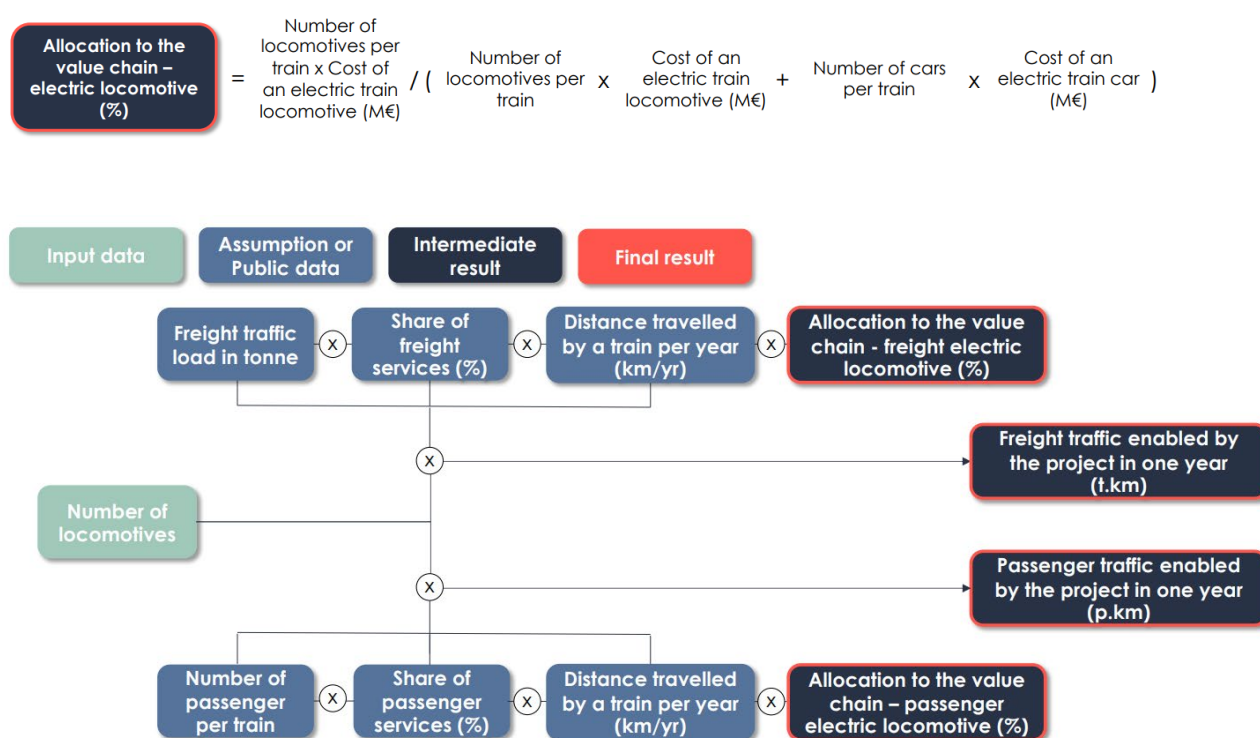 Allocation to the
value chain –
electric locomotive
(%)
=
Number of
locomotives per
train x Cost of
an electric train
locomotive (M€)
/ (
Number of
locomotives per
train
x
Cost of an
electric train
locomotive (M€)
+
Number of cars
per train
x
Cost of an
electric train car
(M€)
)
Input data
Assumption or
Public data
Intermediate
result
Final result
Freight traffic
load in tonne
x
Share of
freight
services (%)
x
Distance travelled
by a train per year
(km/yr)
x
Allocation to the value
chain - freight electric
locomotive (%)
x
Freight traffic enabled by
the project in one year
(t.km)
Number of
locomotives
x
Passenger traffic enabled
by the project in one year
(p.km)
Number of
passenger
per train
x
Share of
passenger
services (%)
x
Distance travelled
by a train per year
(km/yr)
x
Allocation to the value
chain – passenger
electric locomotive (%)